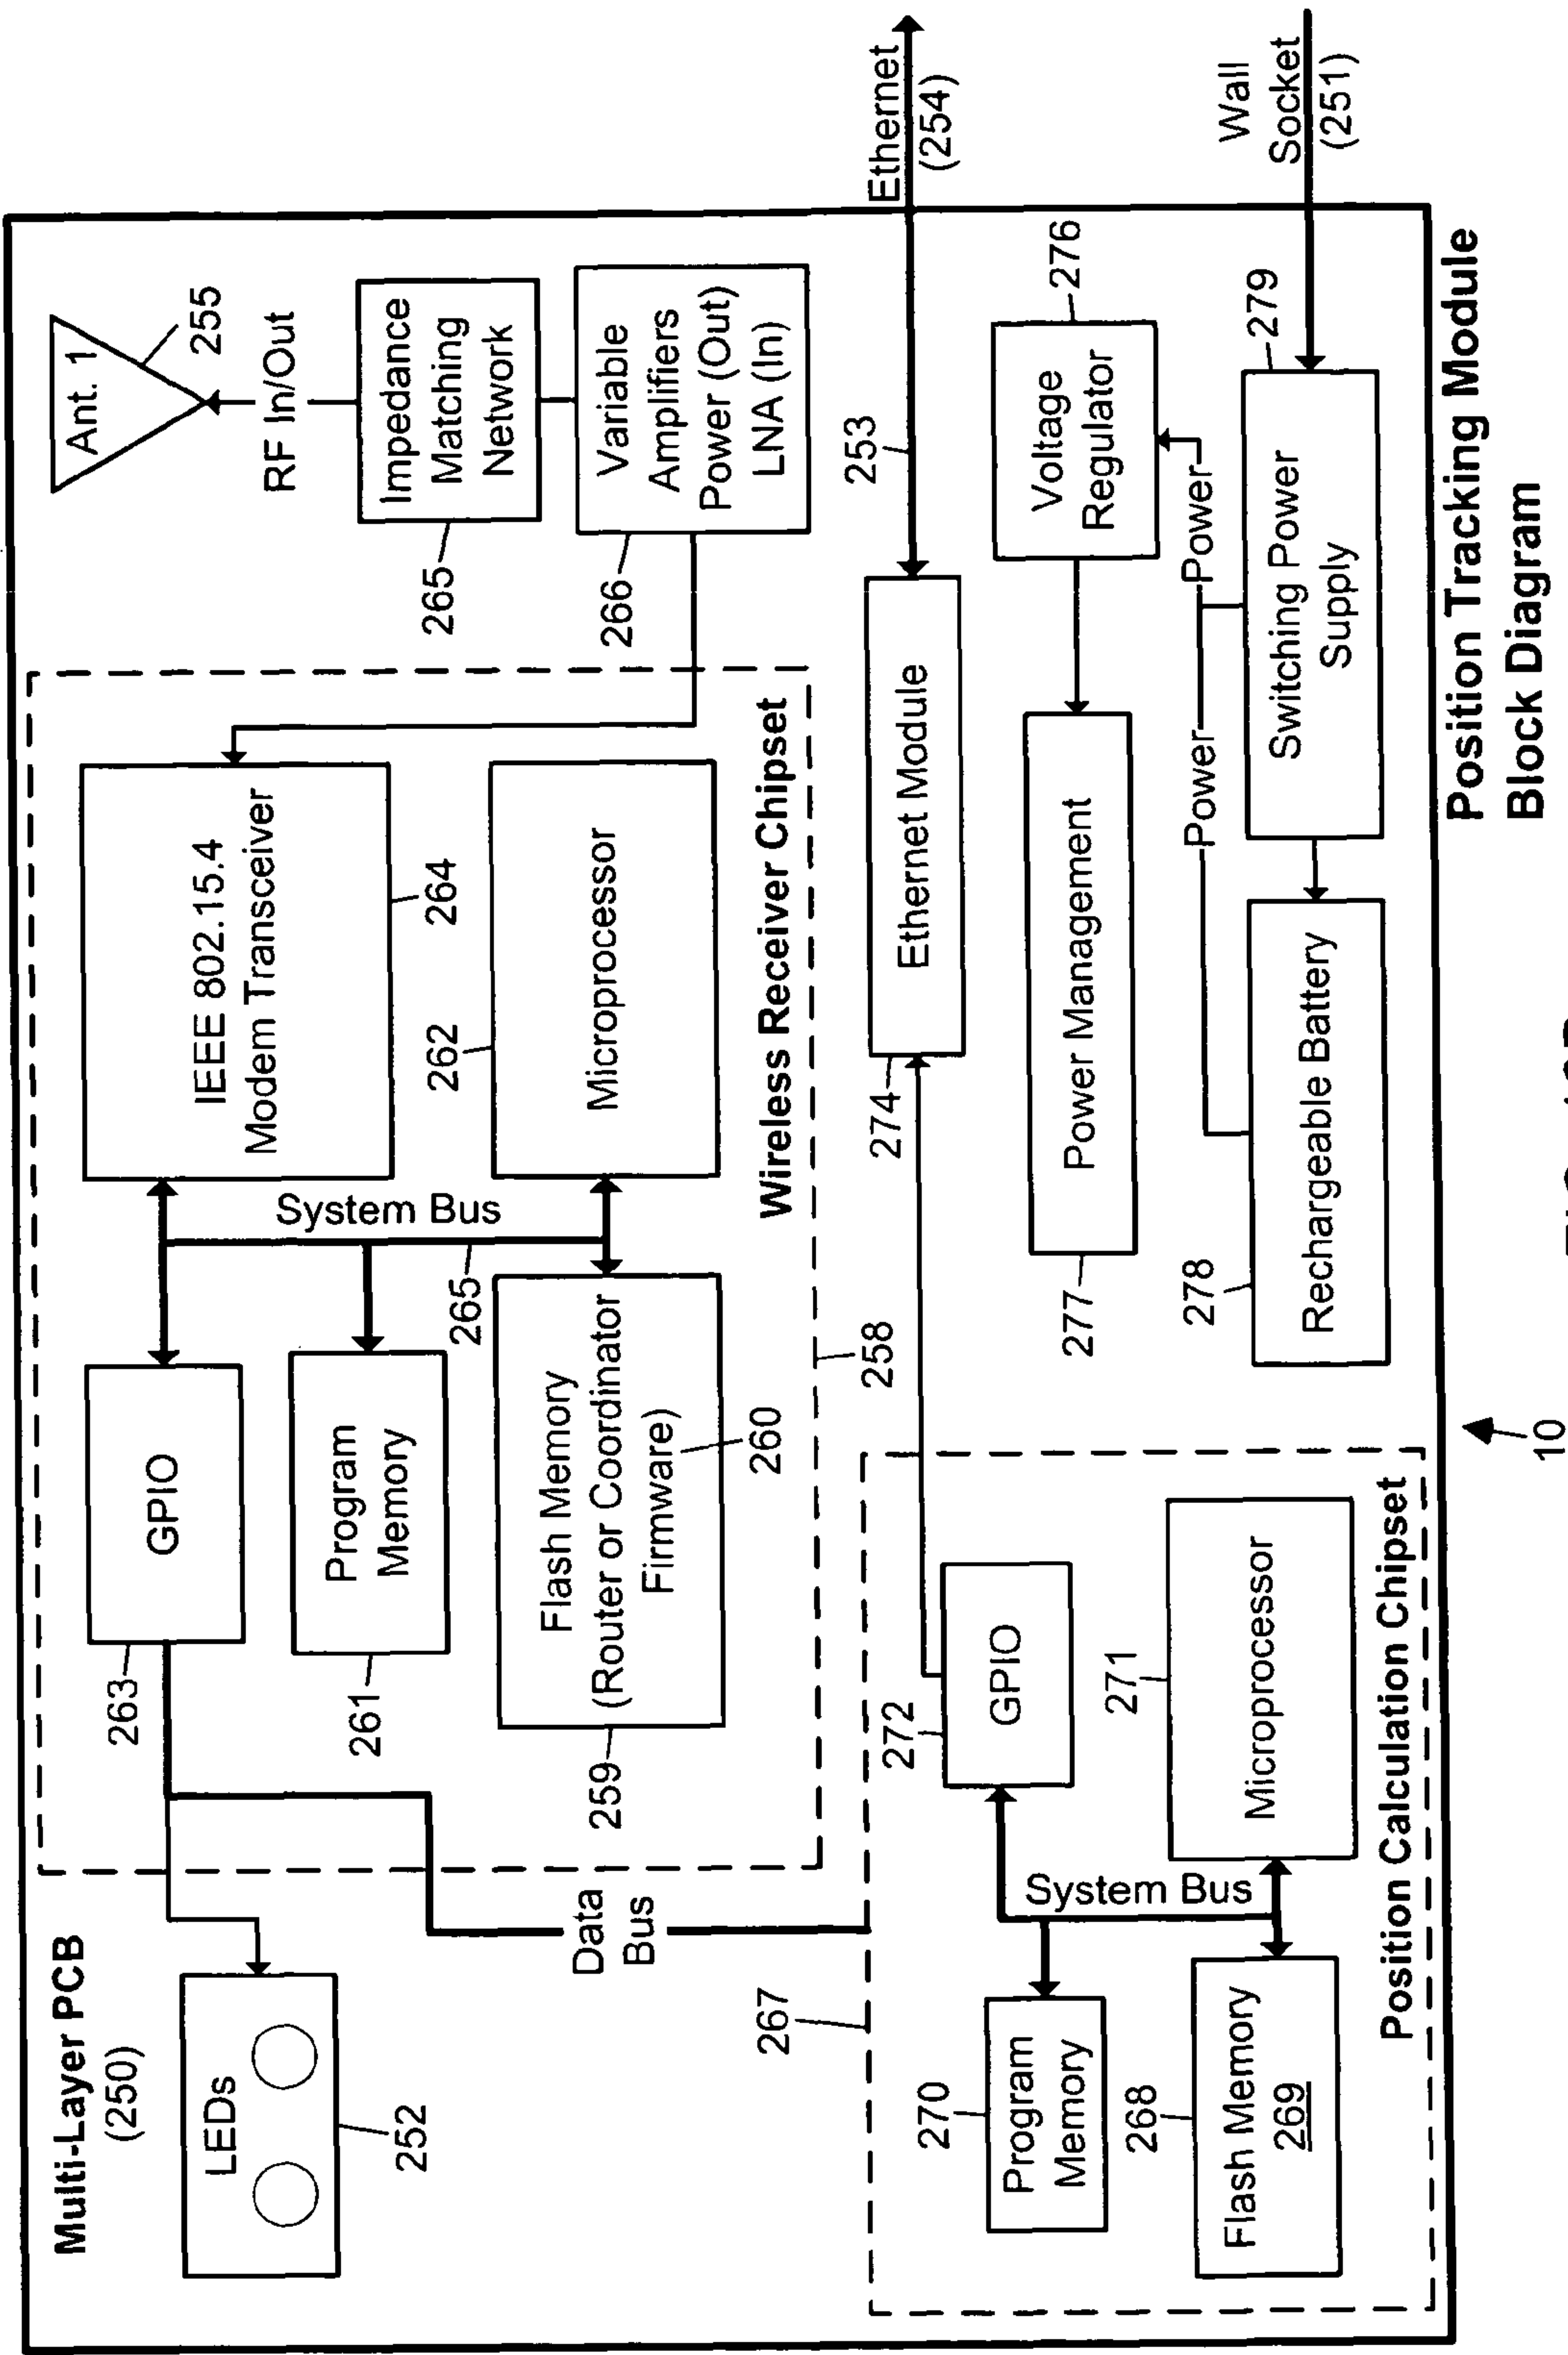 Multi-Layer PCB
(250)
LEDs
252
263
GPIO
261
Program
Memory
259
Flash Memory
(Router or Coordinator
Firmware)
260
265
System Bus
IEEE 802.15.4
Modem Transceiver
264
262
Microprocessor
Wireless Receiver Chipset
258
Ant. 1
255
RF In/Out
Impedance
Matching
Network
265
Variable
Amplifiers
Power (Out)
LNA (In)
266
Data
Bus
267
270
Program
Memory
268
Flash Memory
269
System Bus
272
GPIO
271
Microprocessor
Position Calculation Chipset
274
Ethernet Module
253
Ethernet
(254)
277
Power Management
Voltage
Regulator
276
Power
Power
278
Rechargeable Battery
Switching Power
Supply
279
Wall
Socket
(251)
10
Position Tracking Module
Block Diagram